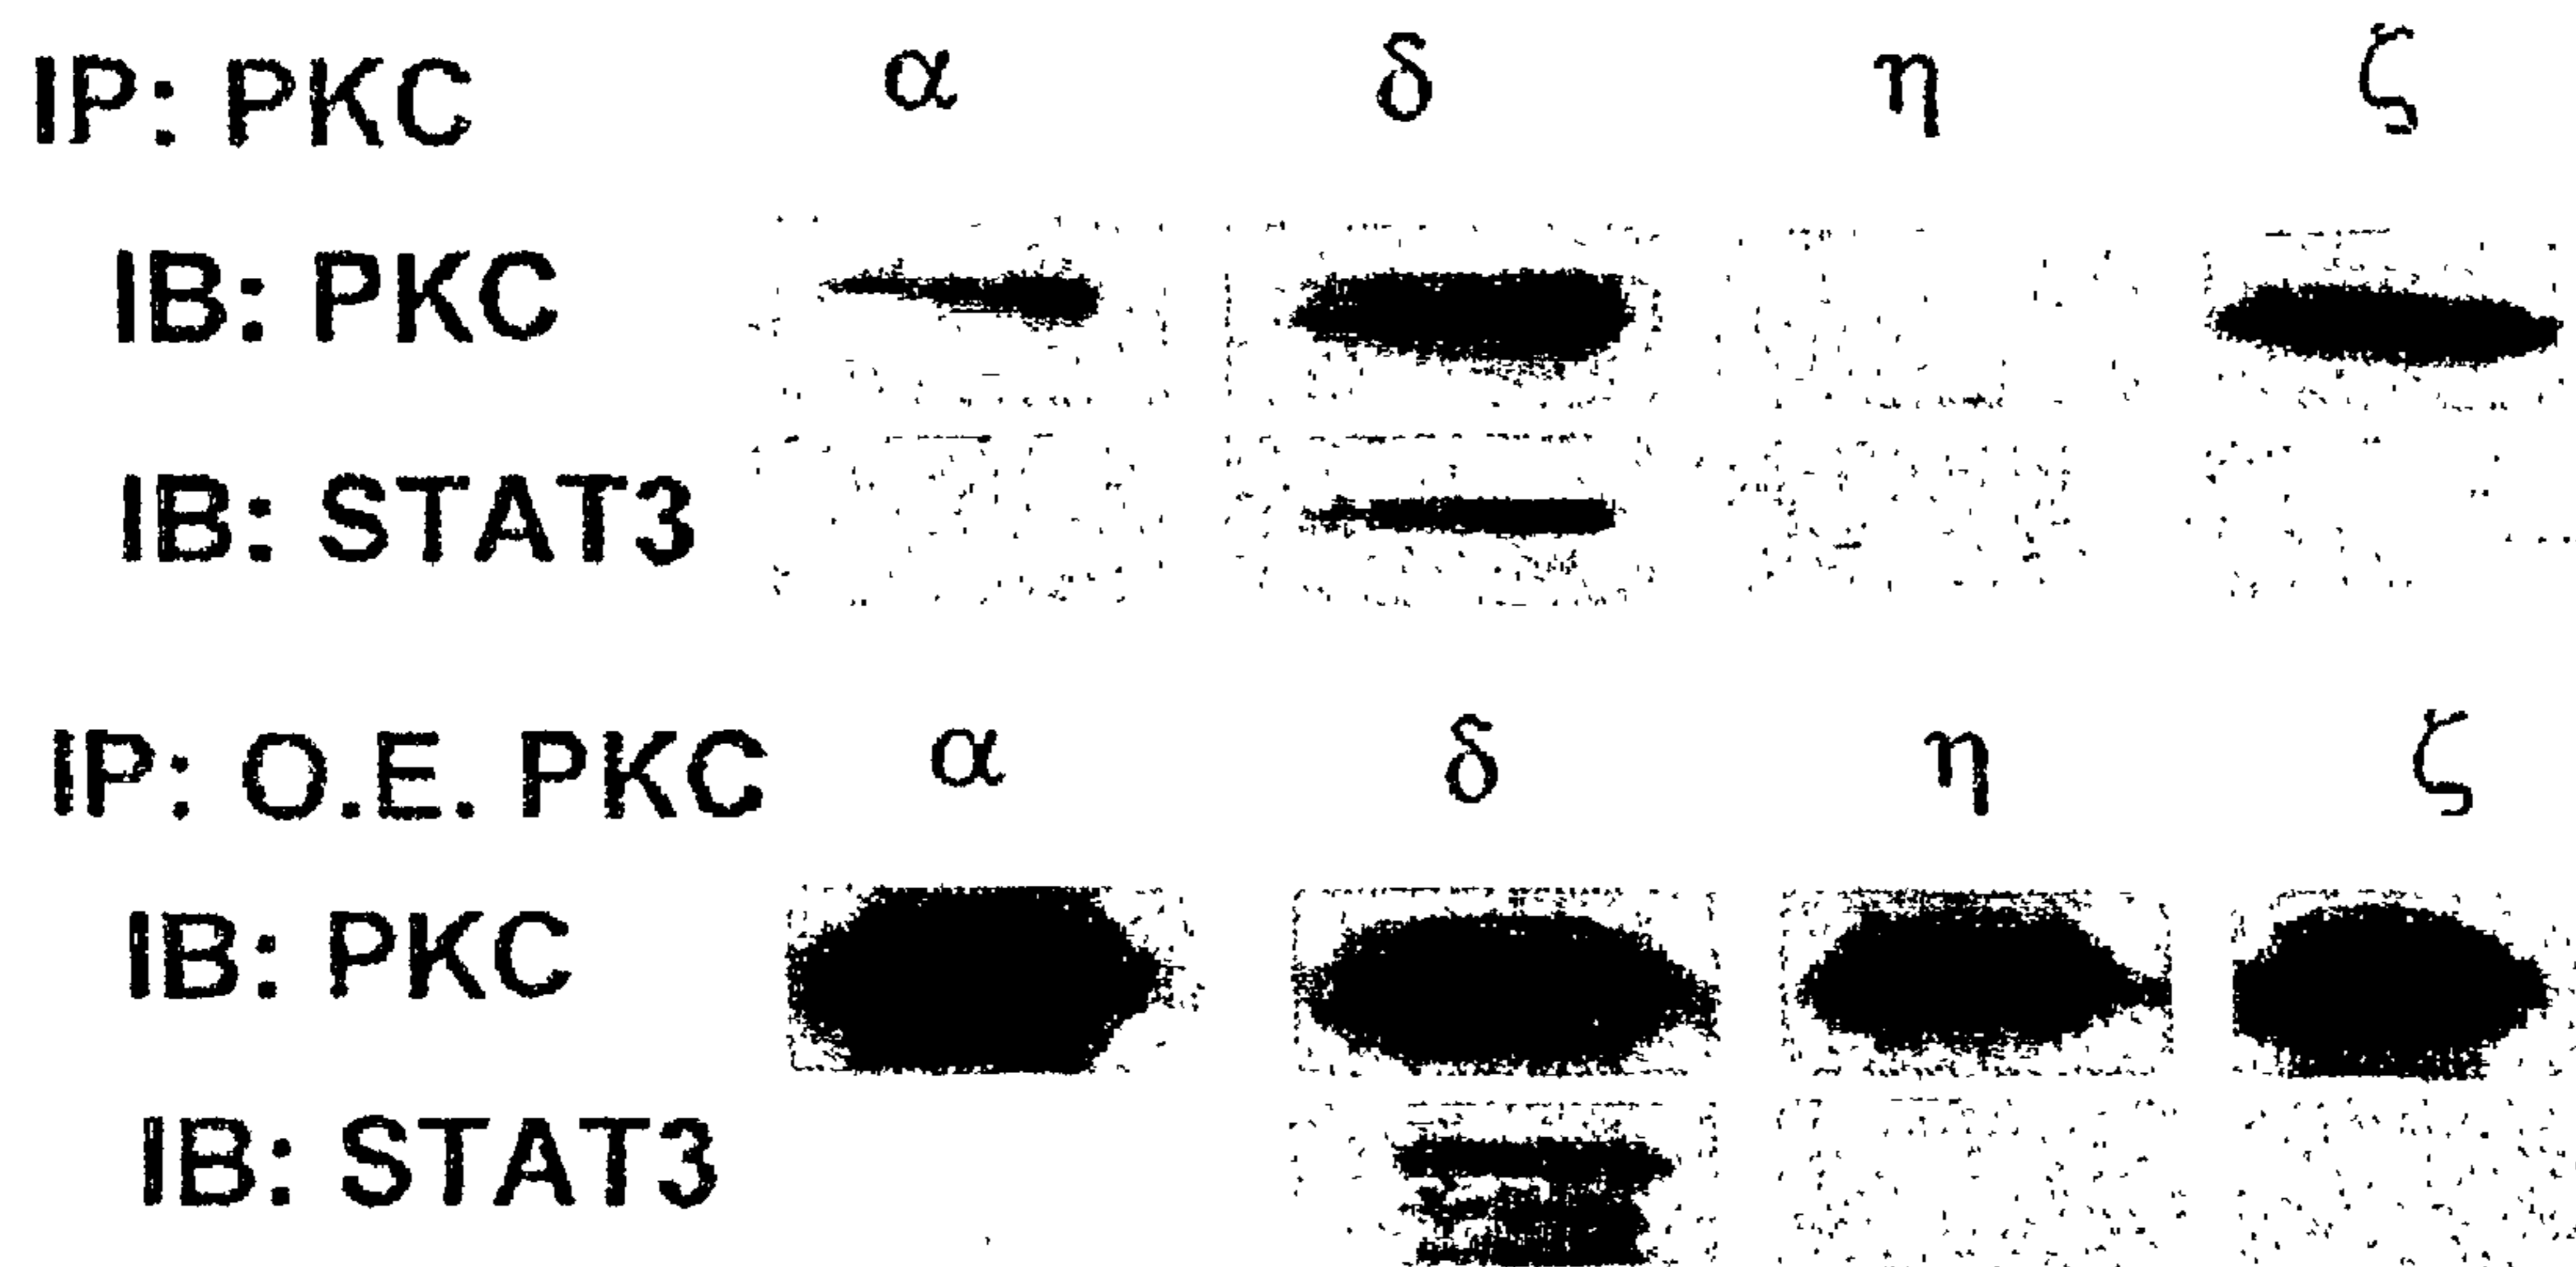 IP: PKC α δ η ζ
IB: PKC
IB: STAT3
IP: O.E. PKC α δ η ζ
IB: PKC
IB: STAT3